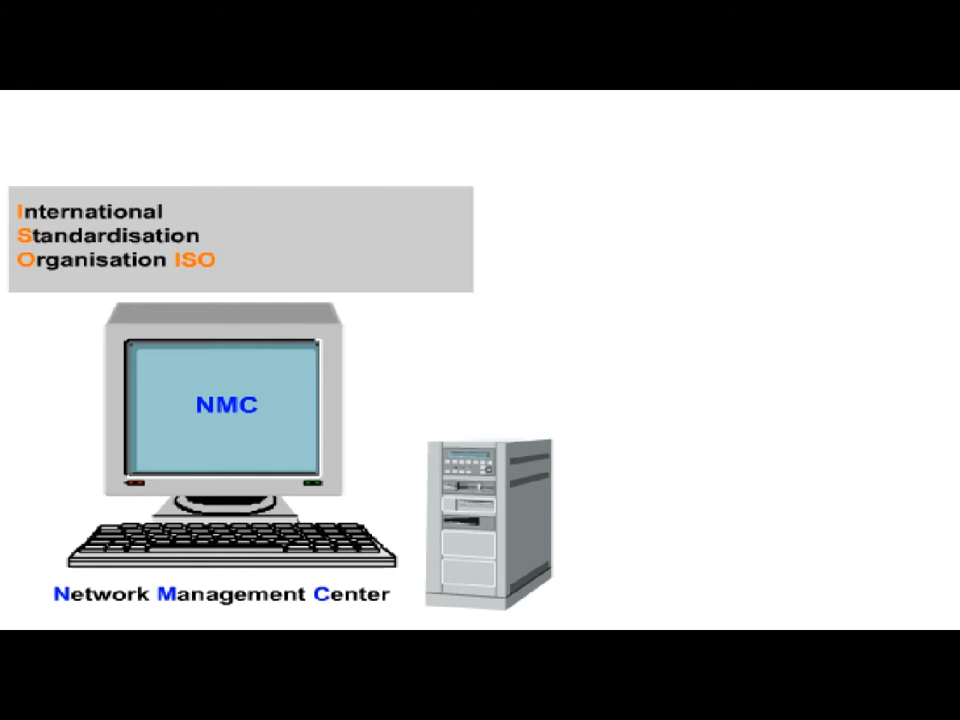 International
Standardisation
Organisation ISO
NMC
Network Management Center